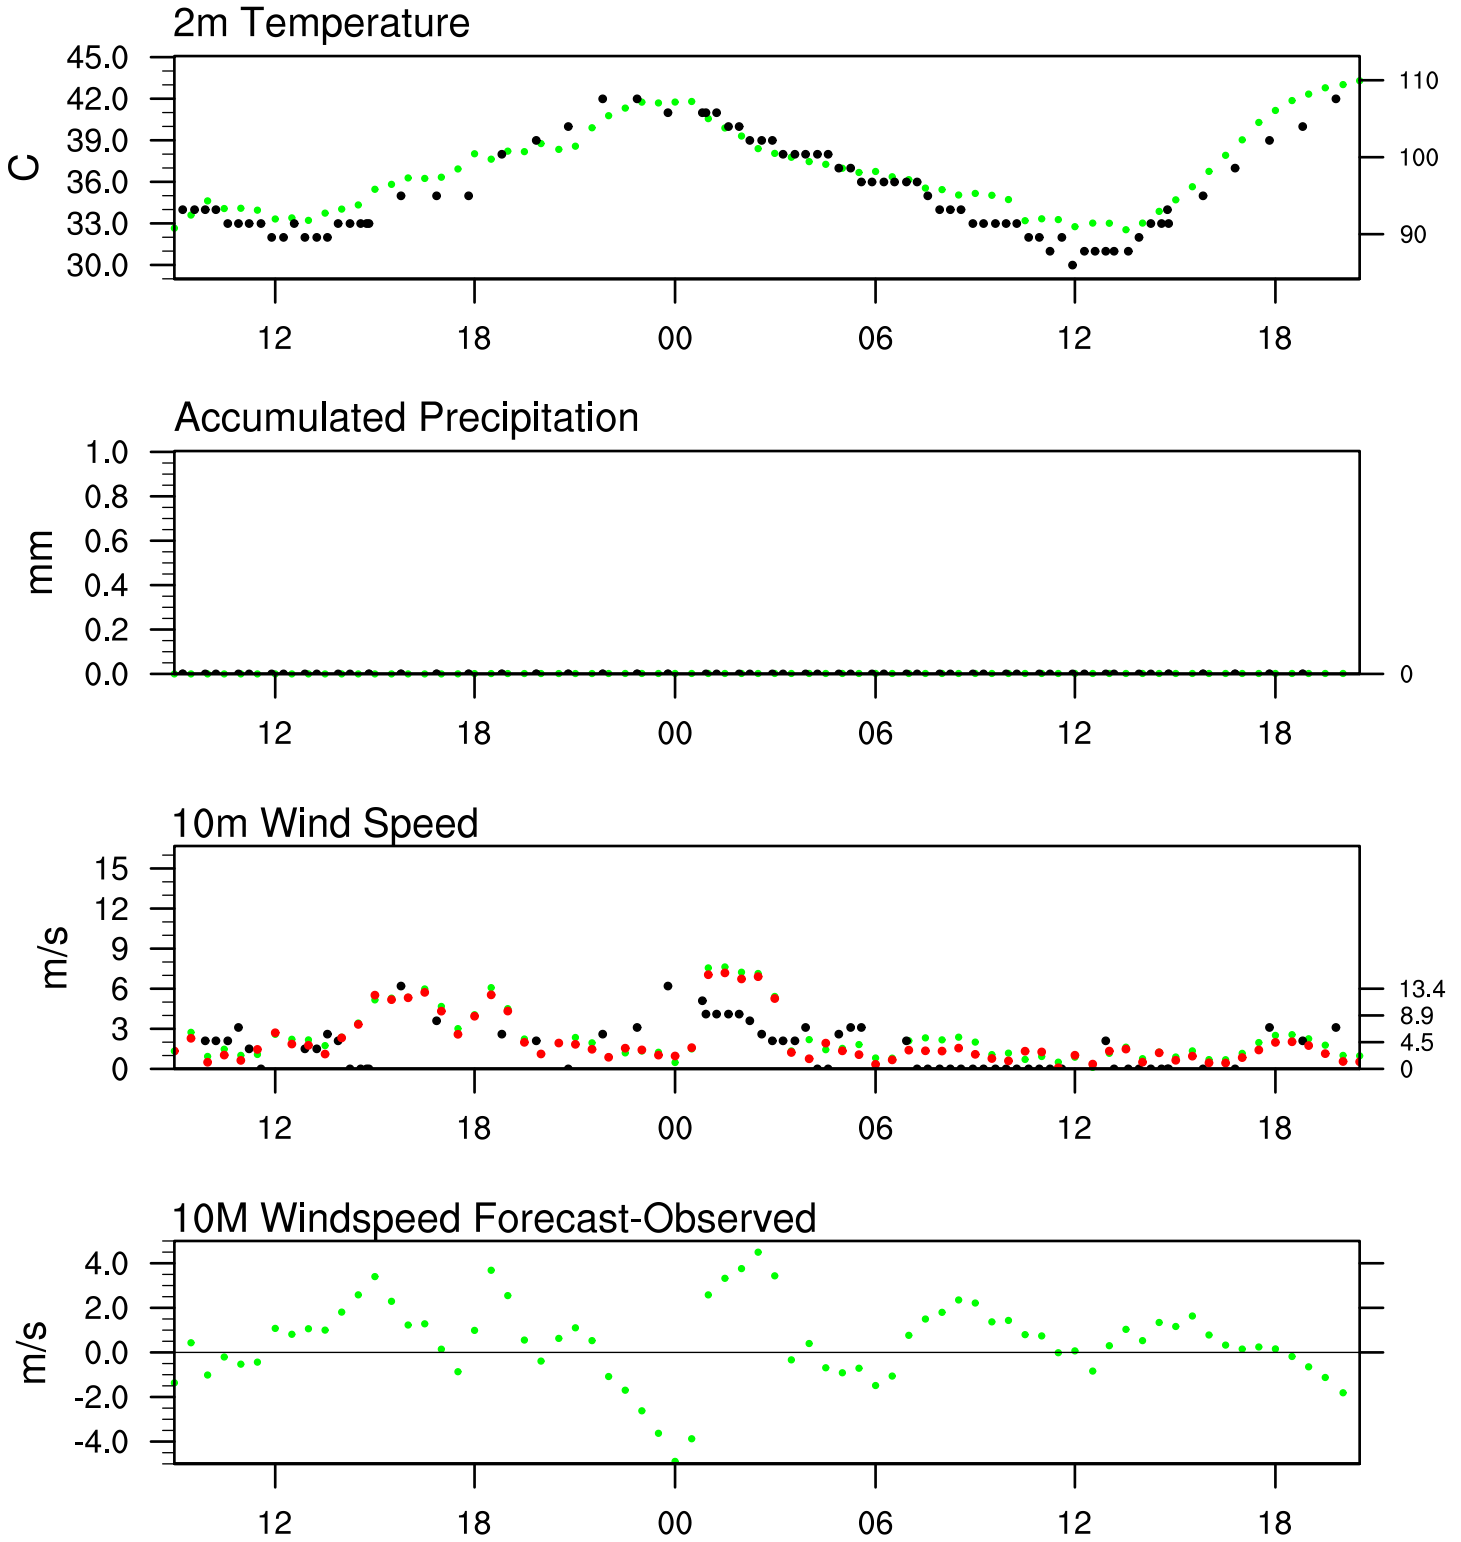 2m Temperature
45.0
42.0
39.0
36.0
33.0
30.0
C
110
100
90
12 18 00 06 12 18
Accumulated Precipitation
1.0
0.8
0.6
0.4
0.2
0.0
mm
0
12 18 00 06 12 18
10m Wind Speed
15
12
9
6
3
0
m/s
13.4
8.9
4.5
0
12 18 00 06 12 18
10M Windspeed Forecast-Observed
4.0
2.0
0.0
-2.0
-4.0
m/s
12 18 00 06 12 18